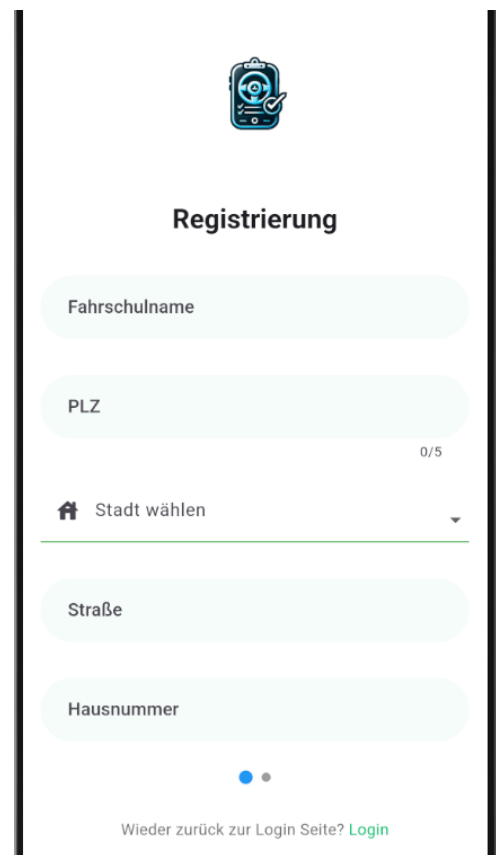 Registrierung
Fahrschulname
PLZ
0/5
Stadt wählen
Straße
Hausnummer
Wieder zurück zur Login Seite? Login